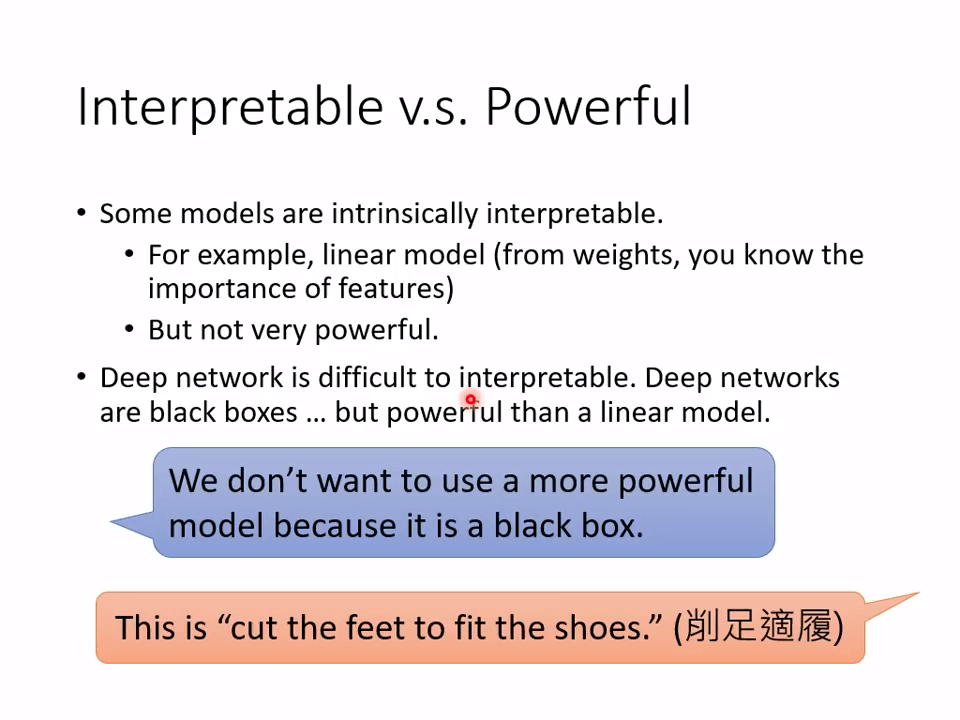 Interpretable v.s. Powerful
• Some models are intrinsically interpretable.
• For example, linear model (from weights, you know the
importance of features)
• But not very powerful.
• Deep network is difficult to interpretable. Deep networks
are black boxes … but powerful than a linear model.
We don’t want to use a more powerful
model because it is a black box.
This is “cut the feet to fit the shoes.” (削足適履)